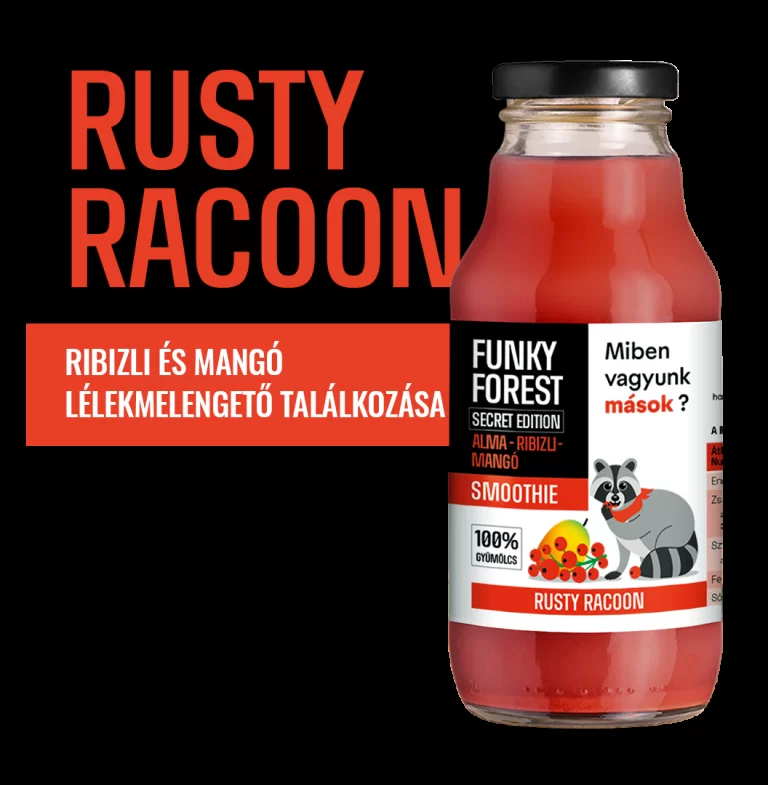 RUSTY
RACOON
RIBIZLI ÉS MANGÓ
LÉLEKMELENGETŐ TALÁLKOZÁSA
FUNKY
FOREST
SECRET EDITION
ALMA-RIBIZLI-
MANGÓ
SMOOTHIE
100%
GYÜMÖLCS
RUSTY RACOON
Miben
vagyunk
mások ?